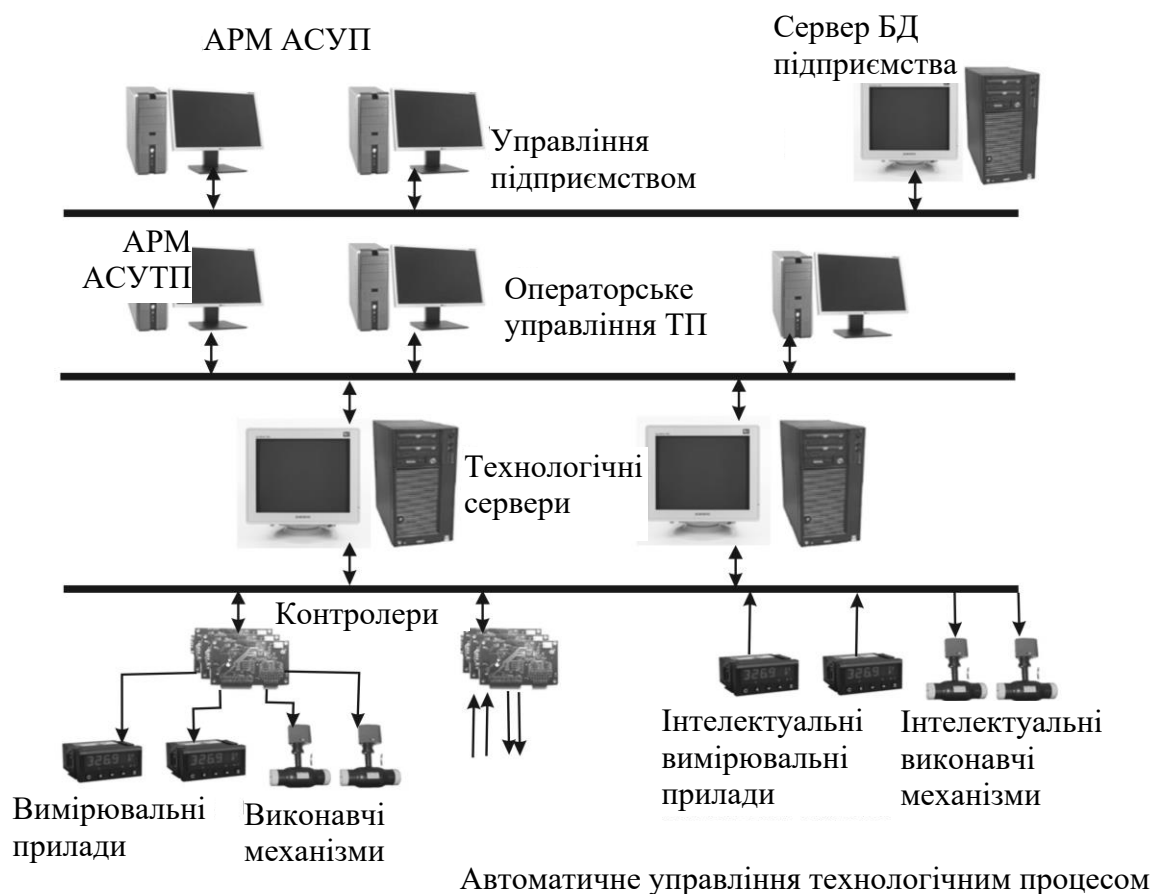 АРМ АСУП
Сервер БД
підприємства
Управління
підприємством
АРМ
АСУТП
Операторське
управління ТП
Технологічні
сервери
Контролери
Вимірювальні
прилади
Виконавчі
механізми
Інтелектуальні
вимірювальні
прилади
Інтелектуальні
виконавчі
механізми
Автоматичне управління технологічним процесом